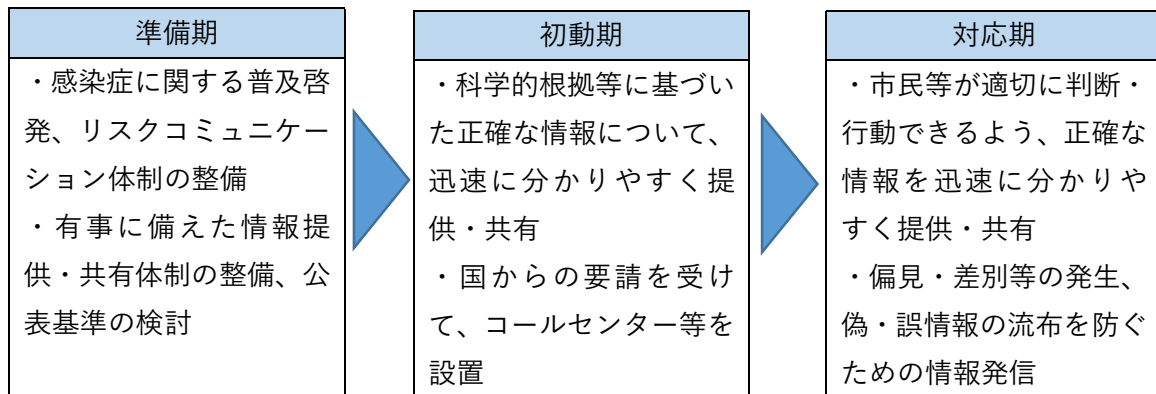 準備期
・感染症に関する普及啓
発、リスクコミュニケー
ション体制の整備
・有事に備えた情報提
供・共有体制の整備、公
表基準の検討
初動期
・科学的根拠等に基づい
た正確な情報について、
迅速に分かりやすく提
供・共有
・国からの要請を受け
て、コールセンター等を
設置
対応期
・市民等が適切に判断・
行動できるよう、正確な
情報を迅速に分かりや
すく提供・共有
・偏見・差別等の発生、
偽・誤情報の流布を防ぐ
ための情報発信